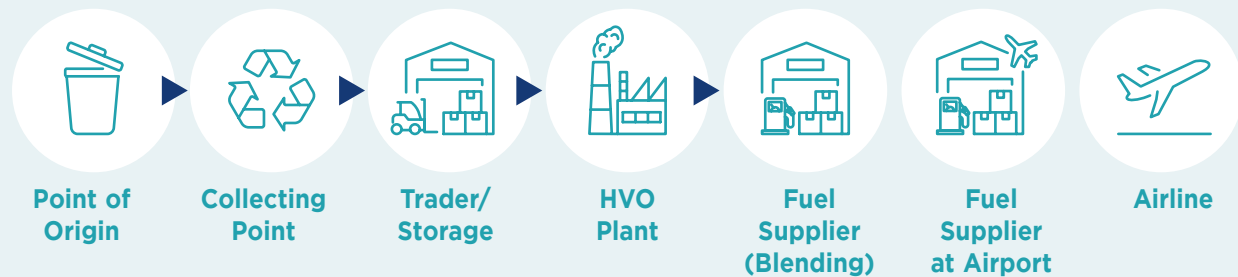 Point of
Origin
Collecting
Point
Trader/
Storage
HVO
Plant
Fuel
Supplier
(Blending)
Fuel
Supplier
at Airport
Airline